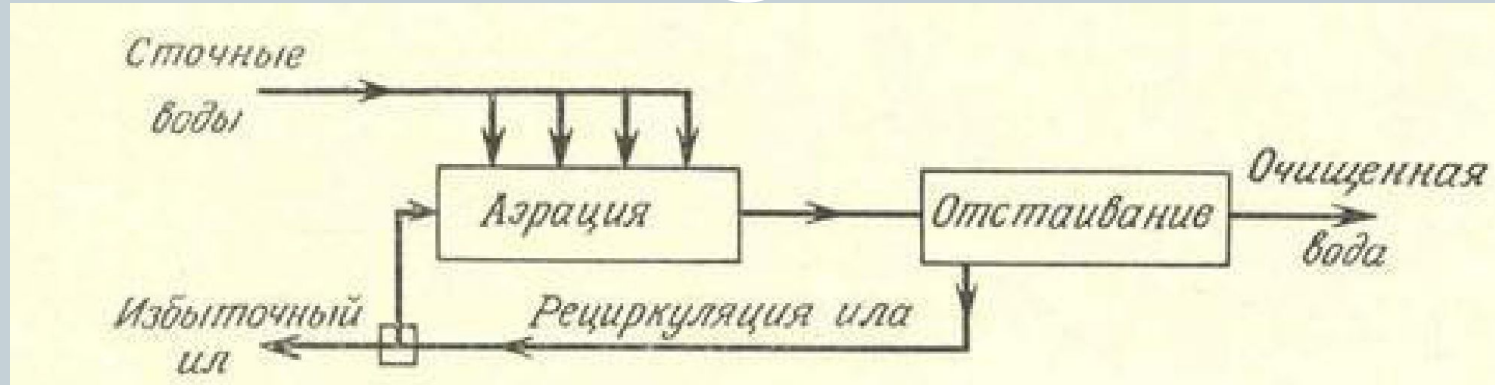 Сточные
воды
Аэрация
Отстаивание
Очищенная
вода
Избыточный
ил
Рециркуляция ила